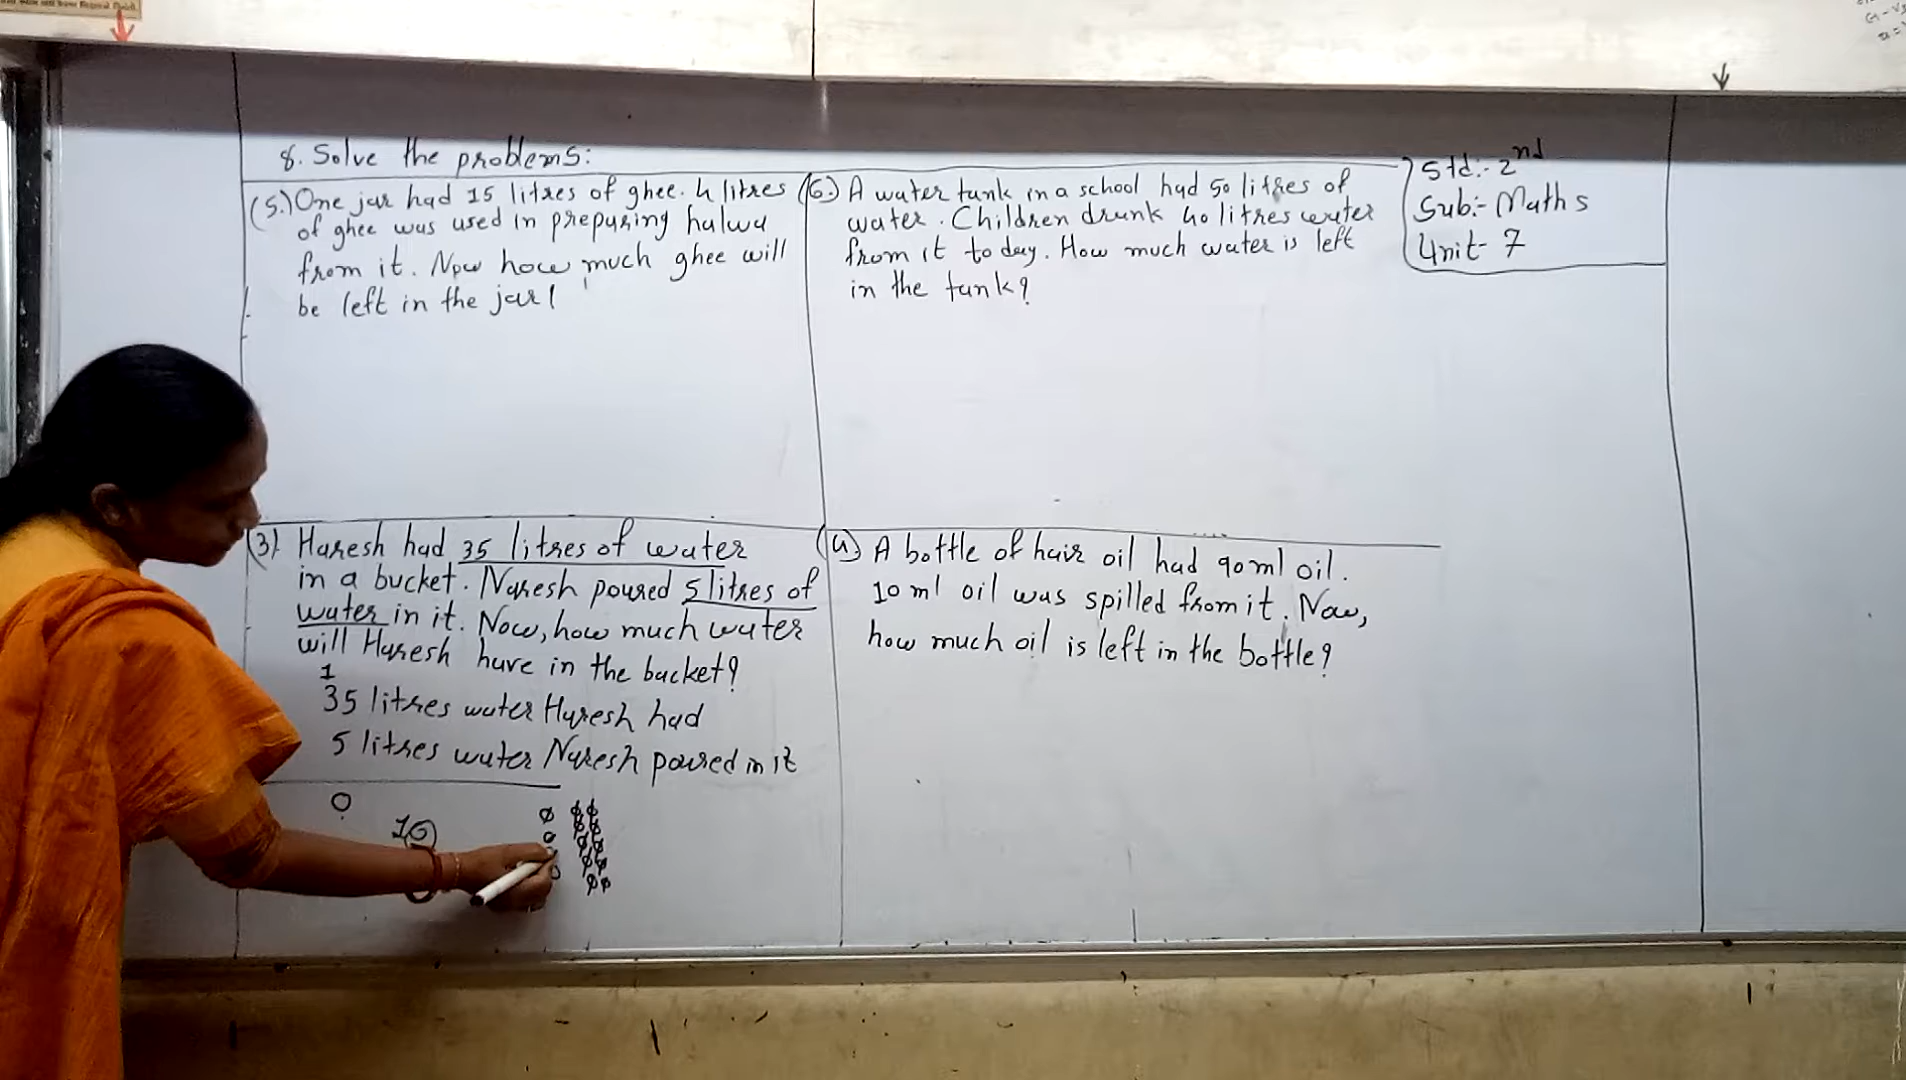 8. Solve the problems:
Std:- 2nd
Sub:- Maths
Unit- 7
(5.) One jar had 15 litres of ghee. 4 litres
of ghee was used in preparing halwa
from it. Now how much ghee will
be left in the jar!
(6.) A water tank in a school had 50 litres of
water. Children drunk 40 litres water
from it to day. How much water is left
in the tank?
(3) Haresh had 35 litres of water
in a bucket. Naresh poured 5 litres of
water in it. Now, how much water
will Haresh have in the bucket?
1
35 litres water Haresh had
5 litres water Naresh poured in it
0
10
(4) A bottle of hair oil had 90ml oil.
10 ml oil was spilled from it. Now,
how much oil is left in the bottle?